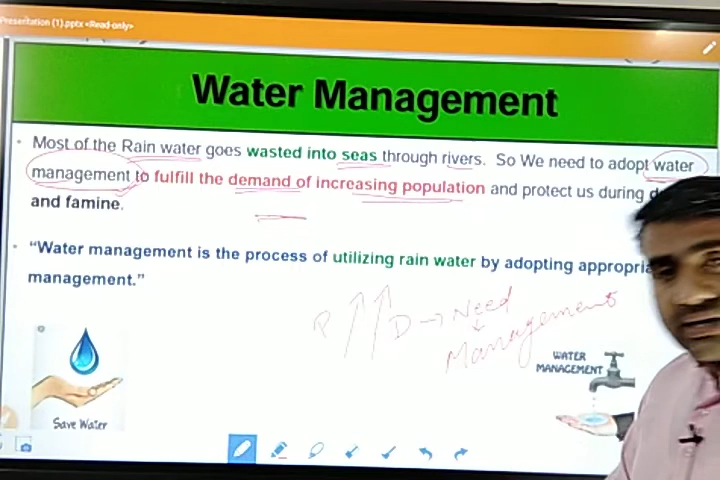 Presentation (1).pptx <Read-only>
Water Management
• Most of the Rain water goes wasted into seas through rivers. So We need to adopt water
management to fulfill the demand of increasing population and protect us during
and famine.
• “Water management is the process of utilizing rain water by adopting
management.”
P D → Need
Management
Save Water
WATER
MANAGEMENT